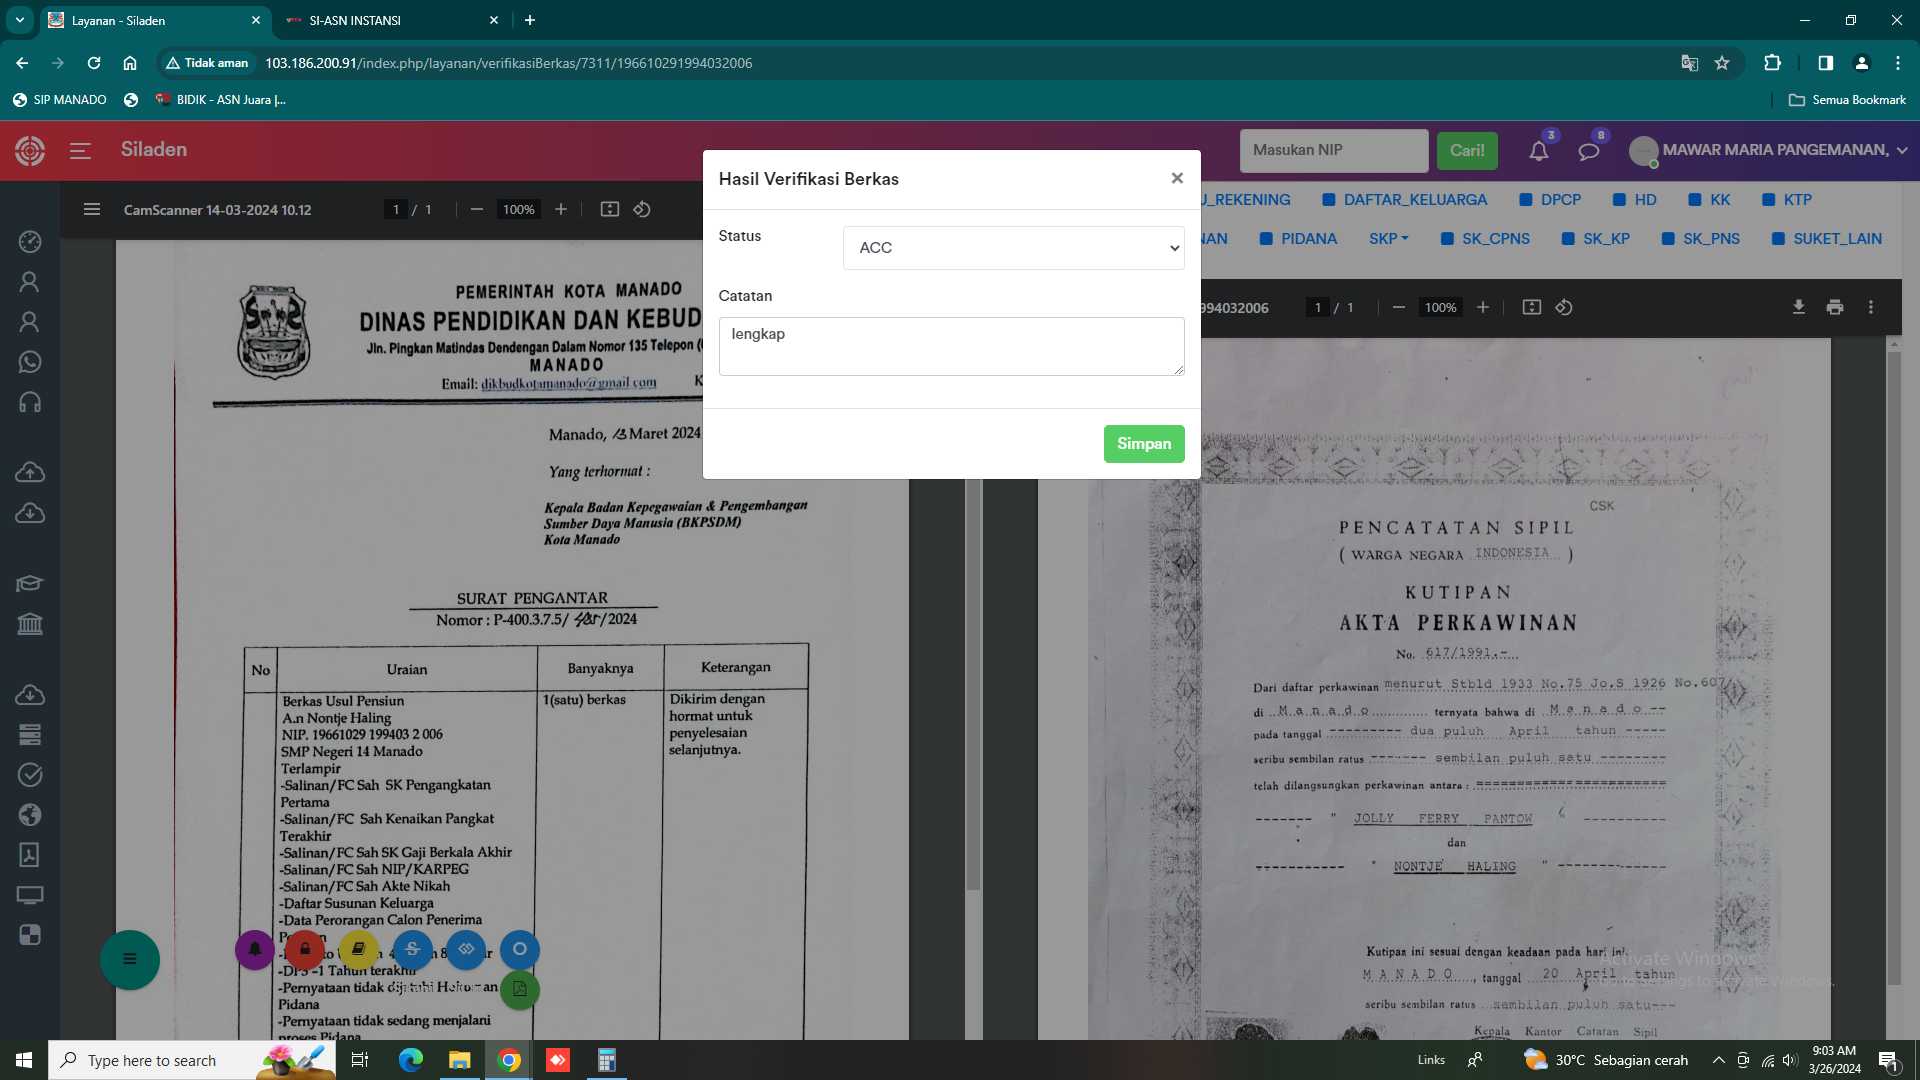 Layanan - Siladen
SI-ASN INSTANSI
Tidak aman
103.186.200.91/index.php/layanan/verifikasiBerkas/7311/196610291994032006
SIP MANADO
BIDIK - ASN Juara |...
Semua Bookmark
Siladen
Masukan NIP
Cari!
3
8
MAWAR MARIA PANGEMANAN,
CamScanner 14-03-2024 10.12
1 / 1
100%
Hasil Verifikasi Berkas
Status
ACC
Catatan
lengkap
Simpan
U_REKENING
DAFTAR_KELUARGA
DPCP
HD
KK
KTP
NAN
PIDANA
SKP
SK_CPNS
SK_KP
SK_PNS
SUKET_LAIN
994032006
1 / 1
100%
PEMERINTAH KOTA MANADO
DINAS PENDIDIKAN DAN KEBUD
Jln. Pingkan Matindas Dendengan Dalam Nomor 135 Telepon (
MANADO
Email: dikbudkotamanado@gmail.com K
Manado, 13 Maret 2024
Yang terhormat :
Kepala Badan Kepegawaian & Pengembangan
Sumber Daya Manusia (BKPSDM)
Kota Manado
SURAT PENGANTAR
Nomor : P-400.3.7.5/ /2024
No
Uraian
Banyaknya
Keterangan
Berkas Usul Pensiun
A.n Nontje Haling
NIP. 19661029 199403 2 006
SMP Negeri 14 Manado
Terlampir
-Salinan/FC Sah SK Pengangkatan
Pertama
-Salinan/FC Sah Kenaikan Pangkat
Terakhir
-Salinan/FC Sah SK Gaji Berkala Akhir
-Salinan/FC Sah NIP/KARPEG
-Salinan/FC Sah Akte Nikah
-Daftar Susunan Keluarga
-Data Perorangan Calon Penerima
-DP3 -1 Tahun terakhir
-Pernyataan tidak
Pidana
-Pernyataan tidak sedang menjalani
proses Pidana
1(satu) berkas
Dikirim dengan
hormat untuk
penyelesaian
selanjutnya.
CSK
PENCATATAN SIPIL
( WARGA NEGARA INDONESIA )
KUTIPAN
AKTA PERKAWINAN
No. 617/1991.-
Dari daftar perkawinan menurut Stbld 1933 No.75 Jo.S 1926 No.607
di Manado ternyata bahwa di Manado --
pada tanggal --------- dua puluh April tahun -----
seribu sembilan ratus ------- sembilan puluh satu --------
telah dilangsungkan perkawinan antara : =====================
------- " JOLLY FERRY PANTOW " ----------
dan
----------- " NONTJE HALING " -------------
Kutipan ini sesuai dengan keadaan pada hari ini.
MANADO, tanggal 20 April tahun
seribu sembilan ratus sembilan puluh satu---
Kepala Kantor Catatan Sipil
Activate Windows
Go to Settings to activate Windows.
Type here to search
Links
30°C Sebagian cerah
9:03 AM
3/26/2024
1